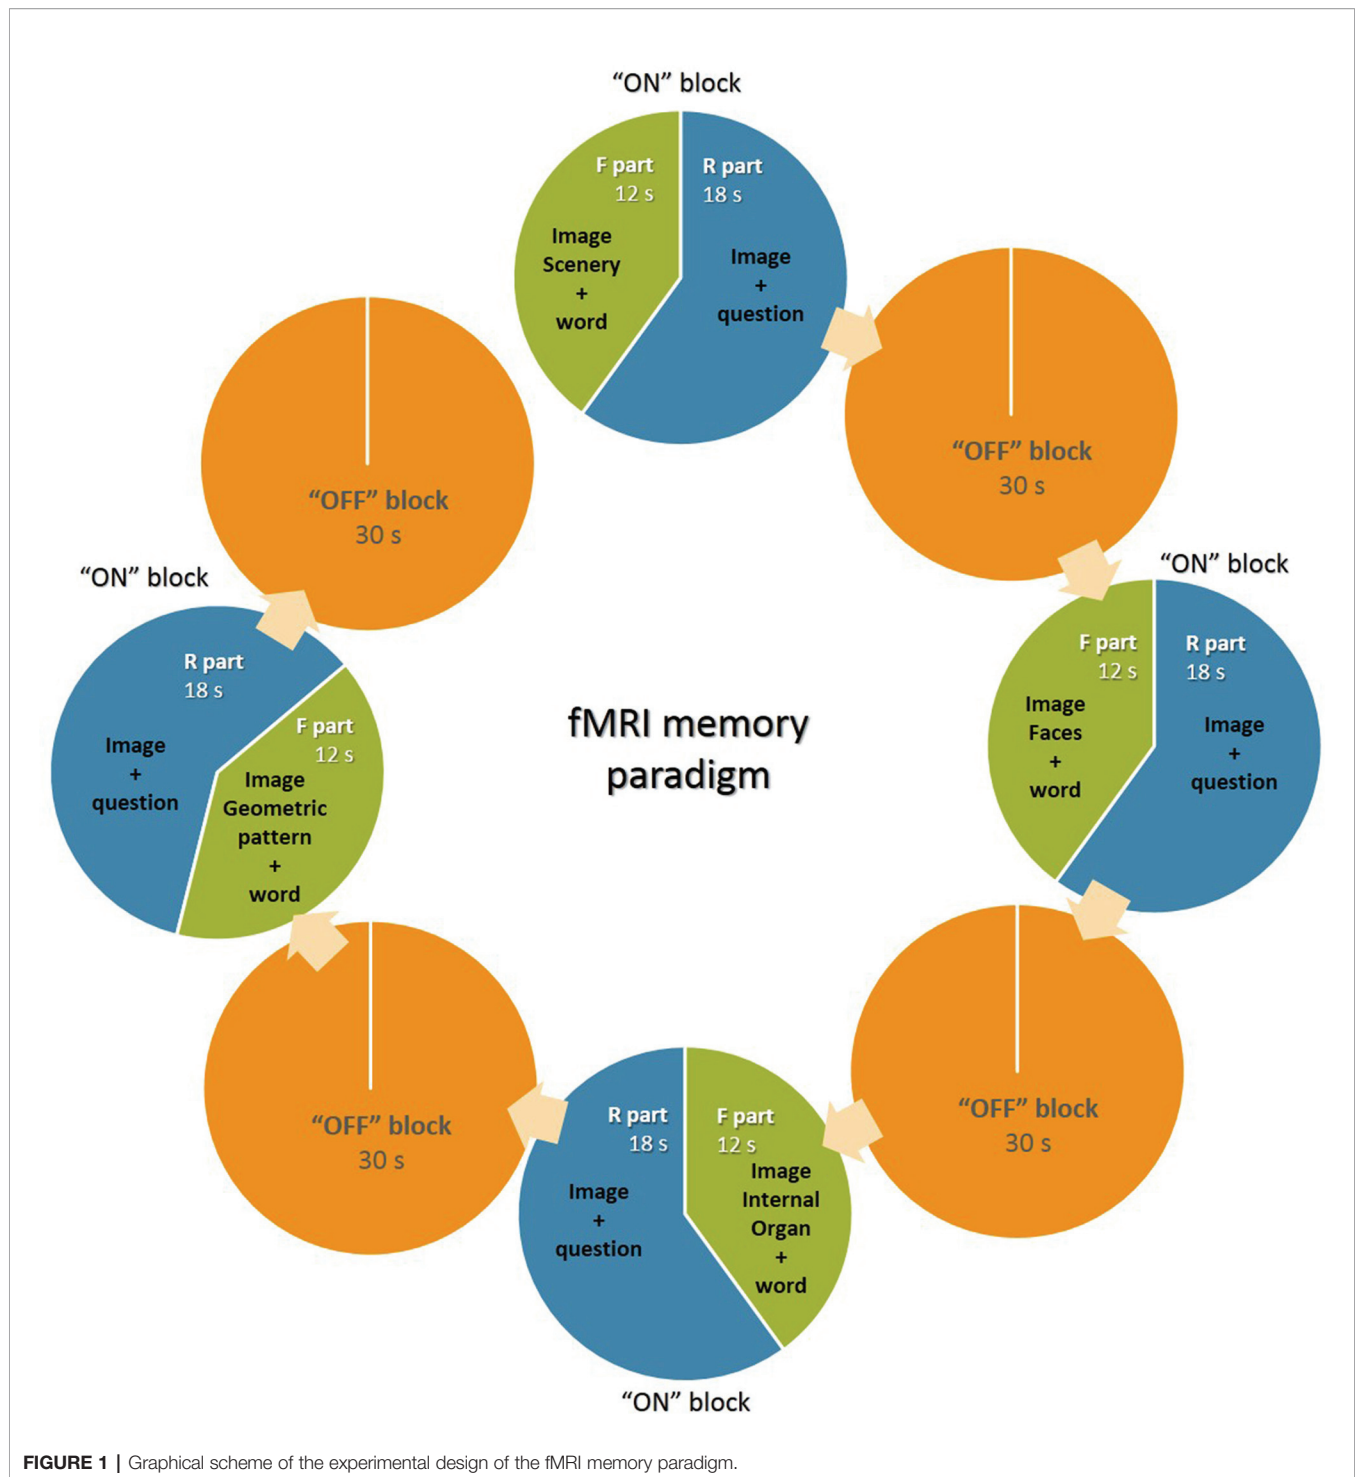 “ON” block
F part
12 s
Image
Scenery
+
word
R part
18 s
Image
+
question
“OFF” block
30 s
“ON” block
F part
12 s
Image
Faces
+
word
R part
18 s
Image
+
question
“OFF” block
30 s
F part
12 s
Image
Internal
Organ
+
word
R part
18 s
Image
+
question
“ON” block
“OFF” block
30 s
“ON” block
R part
18 s
Image
+
question
F part
12 s
Image
Geometric
pattern
+
word
“OFF” block
30 s
fMRI memory
paradigm
FIGURE 1 | Graphical scheme of the experimental design of the fMRI memory paradigm.